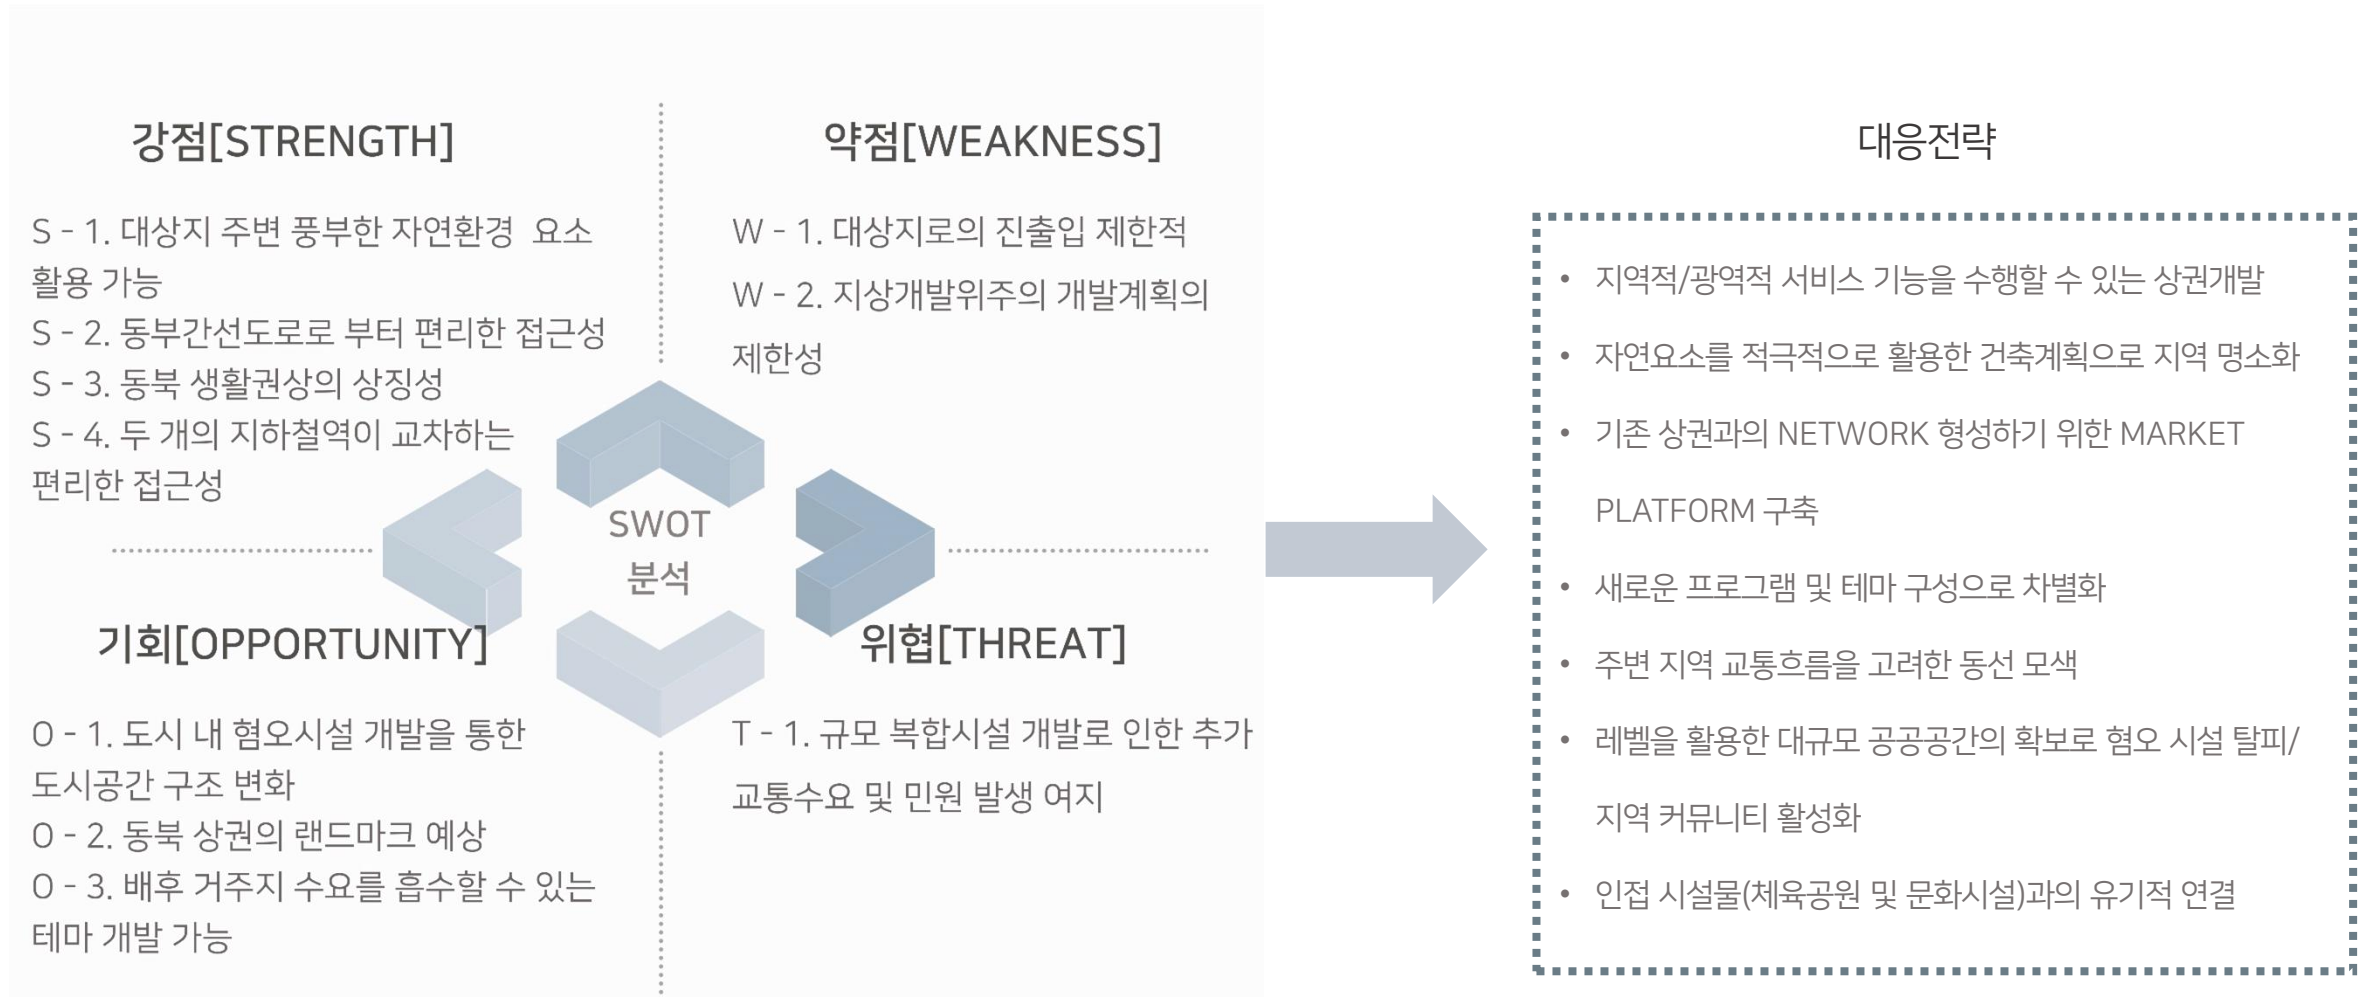 강점[STRENGTH]
S - 1. 대상지 주변 풍부한 자연환경 요소
활용 가능
S - 2. 동부간선도로로 부터 편리한 접근성
S - 3. 동북 생활권상의 상징성
S - 4. 두 개의 지하철역이 교차하는
편리한 접근성
약점[WEAKNESS]
W - 1. 대상지로의 진출입 제한적
W - 2. 지상개발위주의 개발계획의
제한성
SWOT
분석
기회[OPPORTUNITY]
O - 1. 도시 내 혐오시설 개발을 통한
도시공간 구조 변화
O - 2. 동북 상권의 랜드마크 예상
O - 3. 배후 거주지 수요를 흡수할 수 있는
테마 개발 가능
위협[THREAT]
T - 1. 규모 복합시설 개발로 인한 추가
교통수요 및 민원 발생 여지
대응전략
• 지역적/광역적 서비스 기능을 수행할 수 있는 상권개발
• 자연요소를 적극적으로 활용한 건축계획으로 지역 명소화
• 기존 상권과의 NETWORK 형성하기 위한 MARKET
PLATFORM 구축
• 새로운 프로그램 및 테마 구성으로 차별화
• 주변 지역 교통흐름을 고려한 동선 모색
• 레벨을 활용한 대규모 공공공간의 확보로 혐오 시설 탈피/
지역 커뮤니티 활성화
• 인접 시설물(체육공원 및 문화시설)과의 유기적 연결